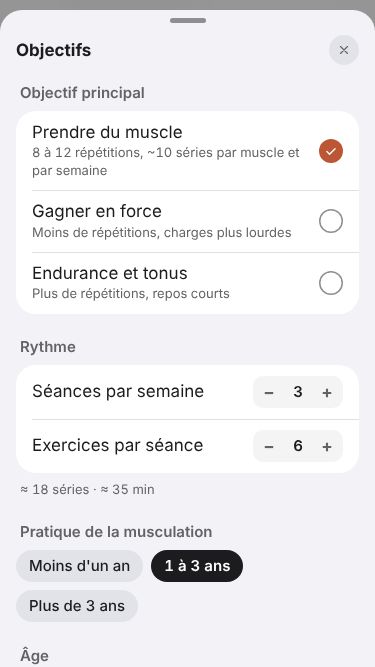 Objectifs
Objectif principal
Prendre du muscle
8 à 12 répétitions, ~10 séries par muscle et
par semaine
Gagner en force
Moins de répétitions, charges plus lourdes
Endurance et tonus
Plus de répétitions, repos courts
Rythme
Séances par semaine
− 3 +
Exercices par séance
− 6 +
≈ 18 séries · ≈ 35 min
Pratique de la musculation
Moins d'un an
1 à 3 ans
Plus de 3 ans
Âge